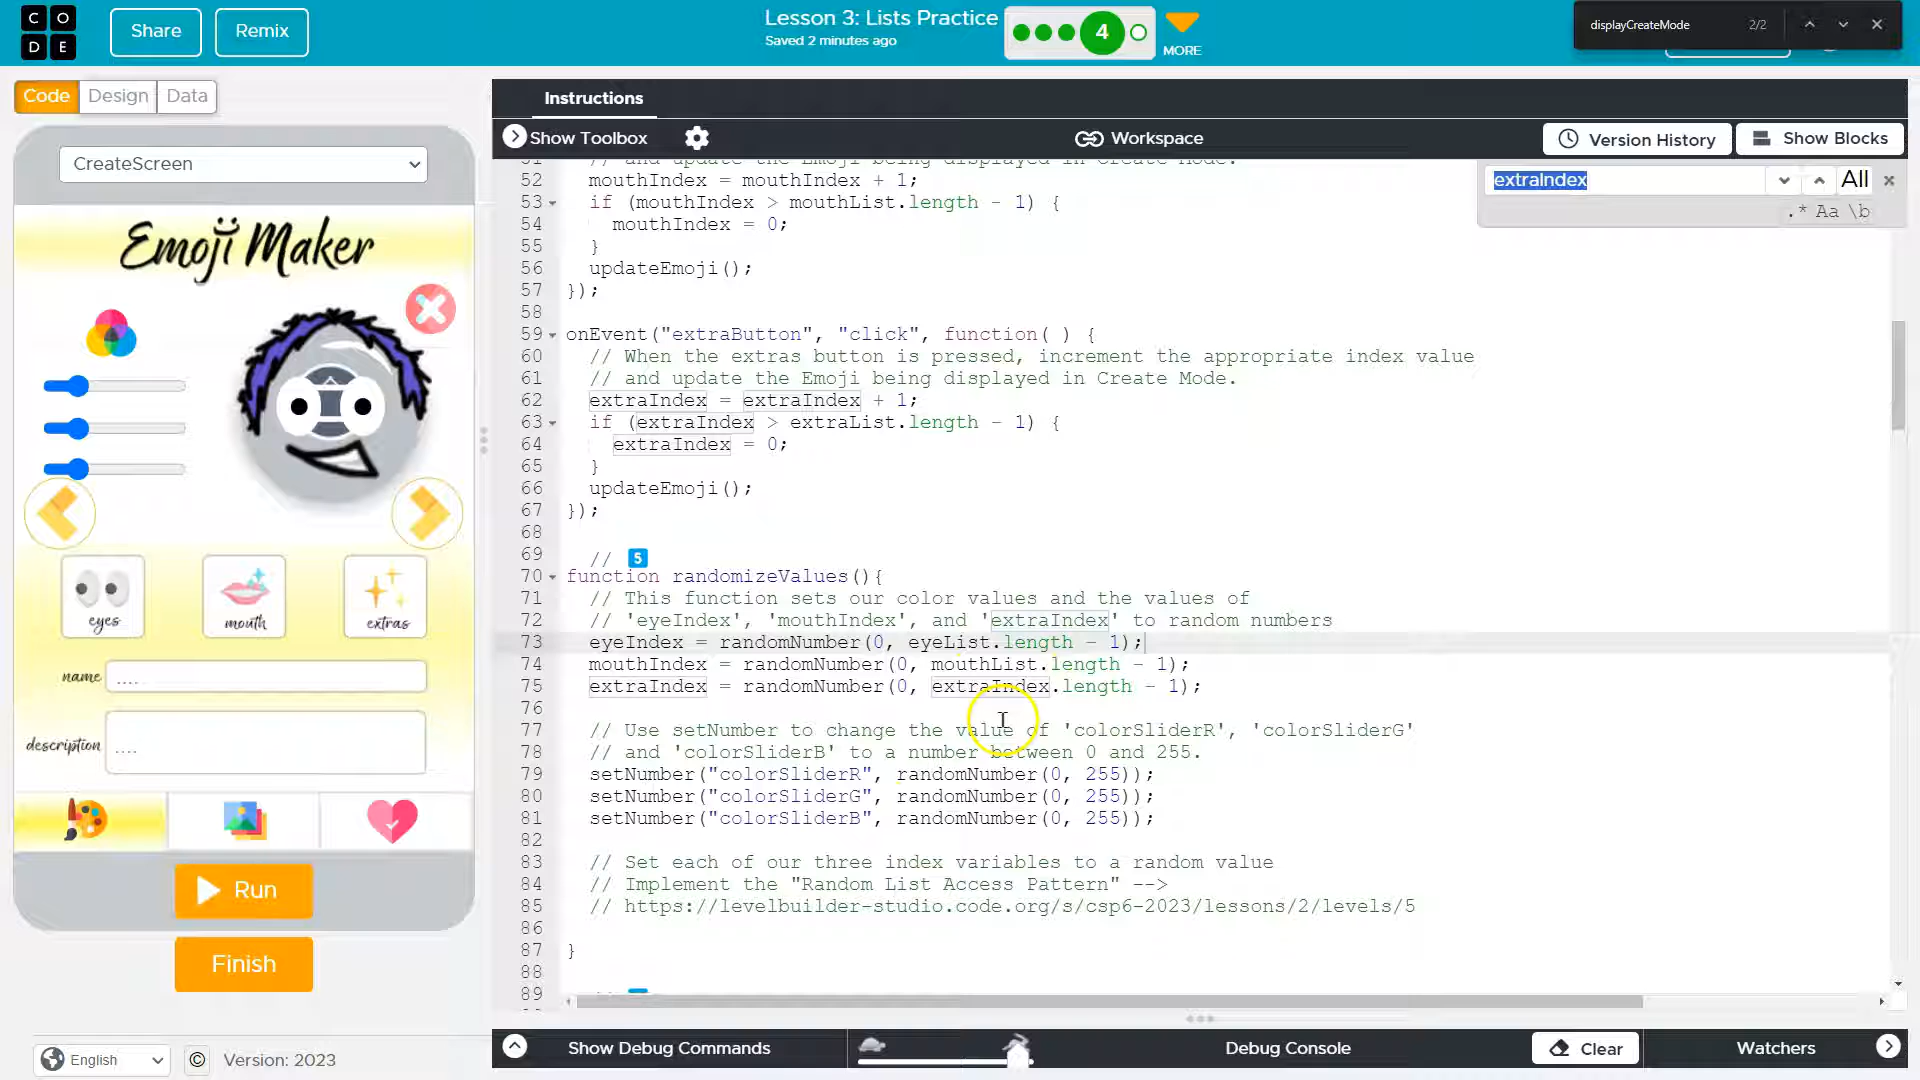 CODE
Share
Remix
Lesson 3: Lists Practice
Saved 2 minutes ago
4
MORE
displayCreateMode
2/2
Code
Design
Data
Instructions
Show Toolbox
Workspace
Version History
Show Blocks
CreateScreen
extraIndex
All
.* Aa \b
Emoji Maker
eyes
mouth
extras
name
....
description
....
Run
Finish
51 // and update the Emoji being displayed in Create Mode.
52 mouthIndex = mouthIndex + 1;
53 if (mouthIndex > mouthList.length - 1) {
54 mouthIndex = 0;
55 }
56 updateEmoji();
57 });
58
59 onEvent("extraButton", "click", function( ) {
60 // When the extras button is pressed, increment the appropriate index value
61 // and update the Emoji being displayed in Create Mode.
62 extraIndex = extraIndex + 1;
63 if (extraIndex > extraList.length - 1) {
64 extraIndex = 0;
65 }
66 updateEmoji();
67 });
68
69 // 5
70 function randomizeValues(){
71 // This function sets our color values and the values of
72 // 'eyeIndex', 'mouthIndex', and 'extraIndex' to random numbers
73 eyeIndex = randomNumber(0, eyeList.length - 1);
74 mouthIndex = randomNumber(0, mouthList.length - 1);
75 extraIndex = randomNumber(0, extraIndex.length - 1);
76
77 // Use setNumber to change the value of 'colorSliderR', 'colorSliderG'
78 // and 'colorSliderB' to a number between 0 and 255.
79 setNumber("colorSliderR", randomNumber(0, 255));
80 setNumber("colorSliderG", randomNumber(0, 255));
81 setNumber("colorSliderB", randomNumber(0, 255));
82
83 // Set each of our three index variables to a random value
84 // Implement the "Random List Access Pattern" -->
85 // https://levelbuilder-studio.code.org/s/csp6-2023/lessons/2/levels/5
86
87 }
88
89
English
©
Version: 2023
Show Debug Commands
Debug Console
Clear
Watchers